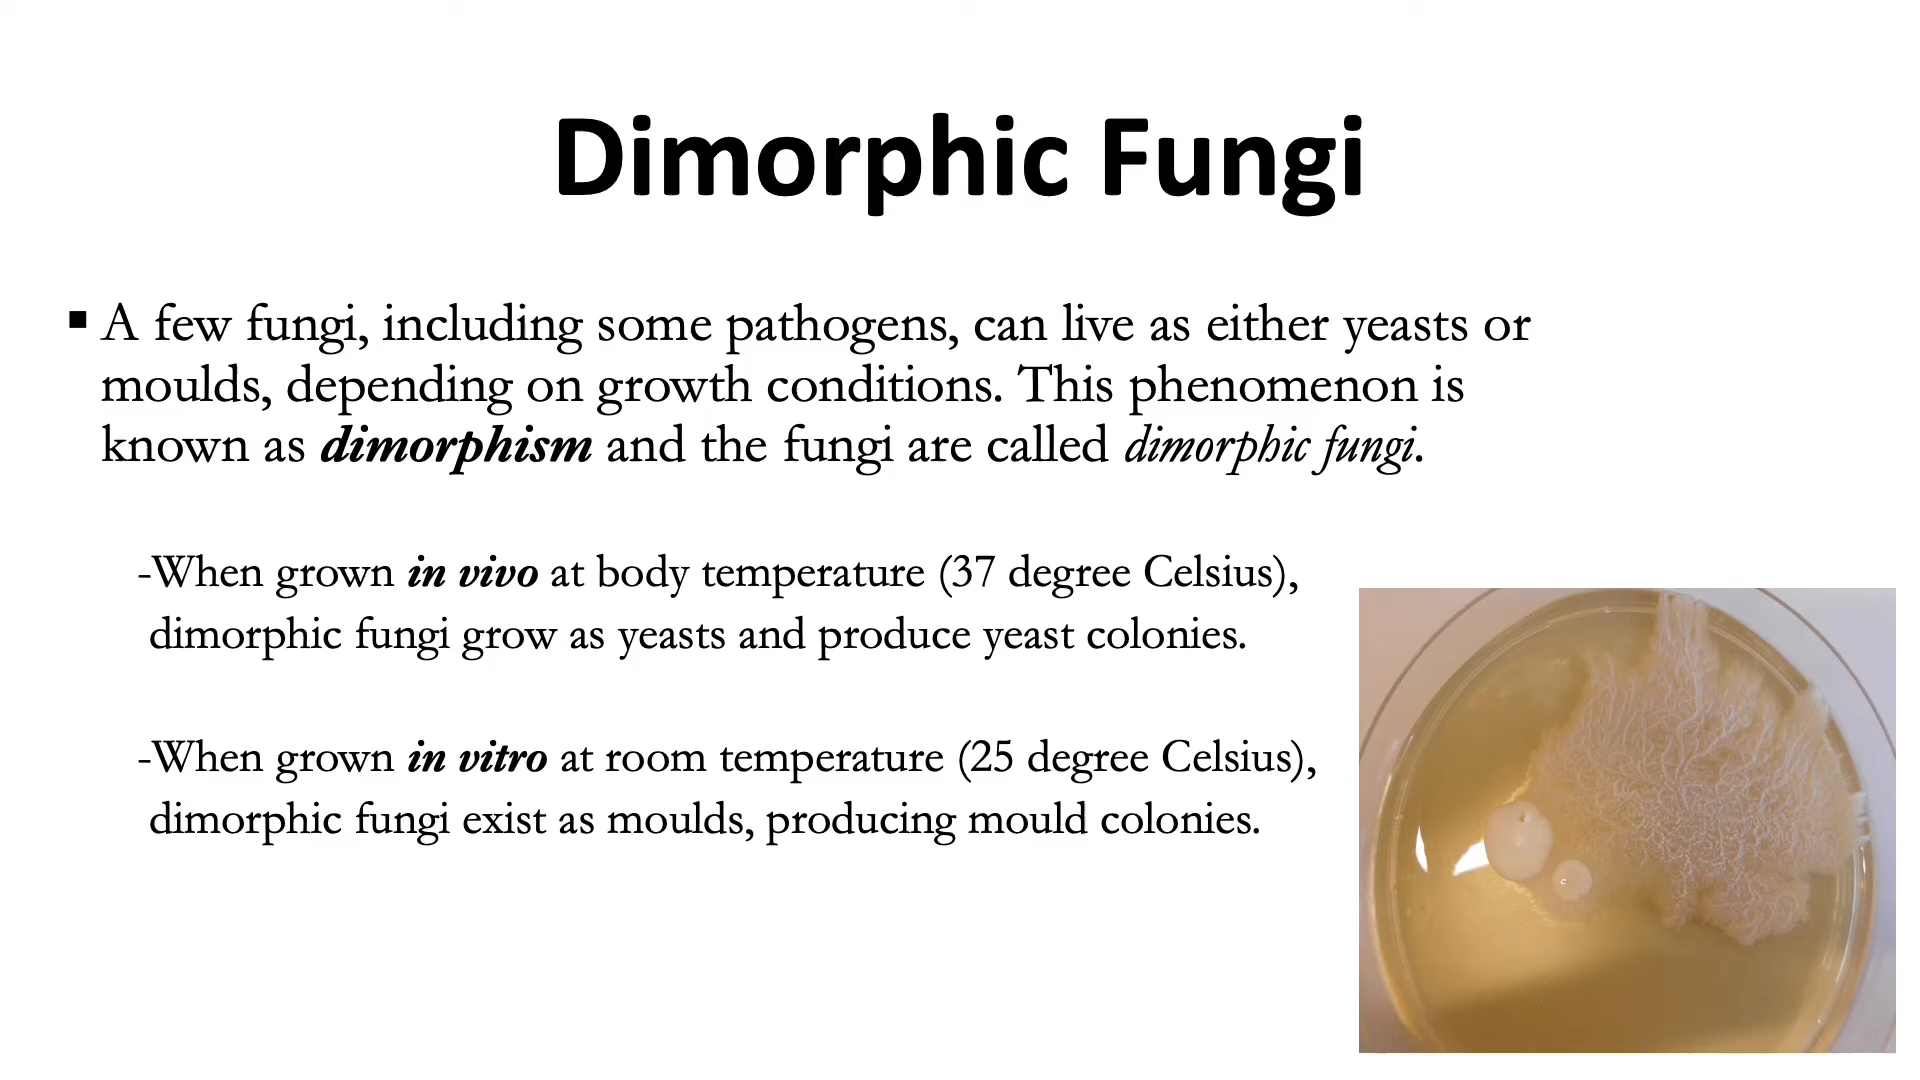 Dimorphic Fungi
▪ A few fungi, including some pathogens, can live as either yeasts or
moulds, depending on growth conditions. This phenomenon is
known as dimorphism and the fungi are called dimorphic fungi.
-When grown in vivo at body temperature (37 degree Celsius),
dimorphic fungi grow as yeasts and produce yeast colonies.
-When grown in vitro at room temperature (25 degree Celsius),
dimorphic fungi exist as moulds, producing mould colonies.